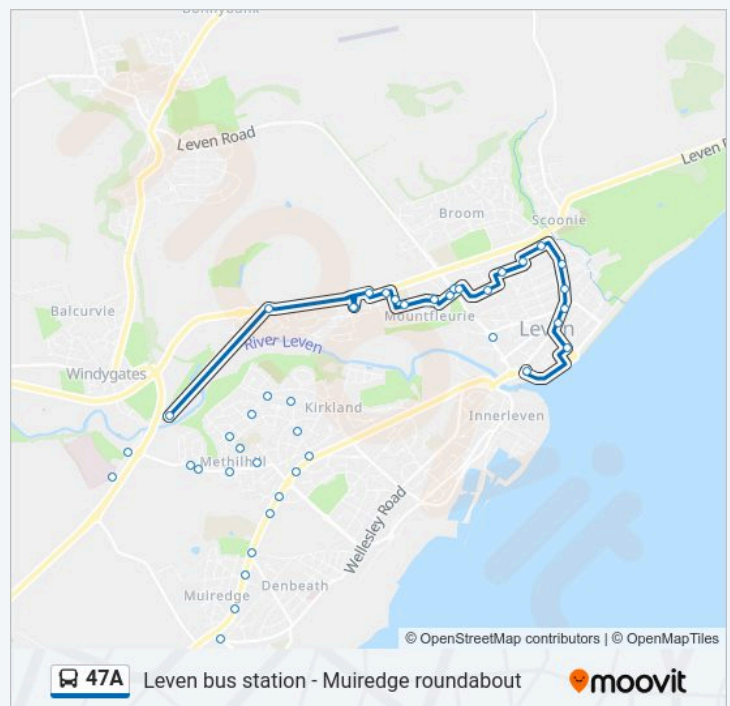 Leven Road
Leven
Broom
Scoonie
Balcurvie
Mountfleurie
Leven
River Leven
Windygates
Kirkland
Innerleven
Methilhill
Wellesley Road
Denbeath
Muiredge
© OpenStreetMap contributors | © OpenMapTiles
47A Leven bus station - Muiredge roundabout moovit